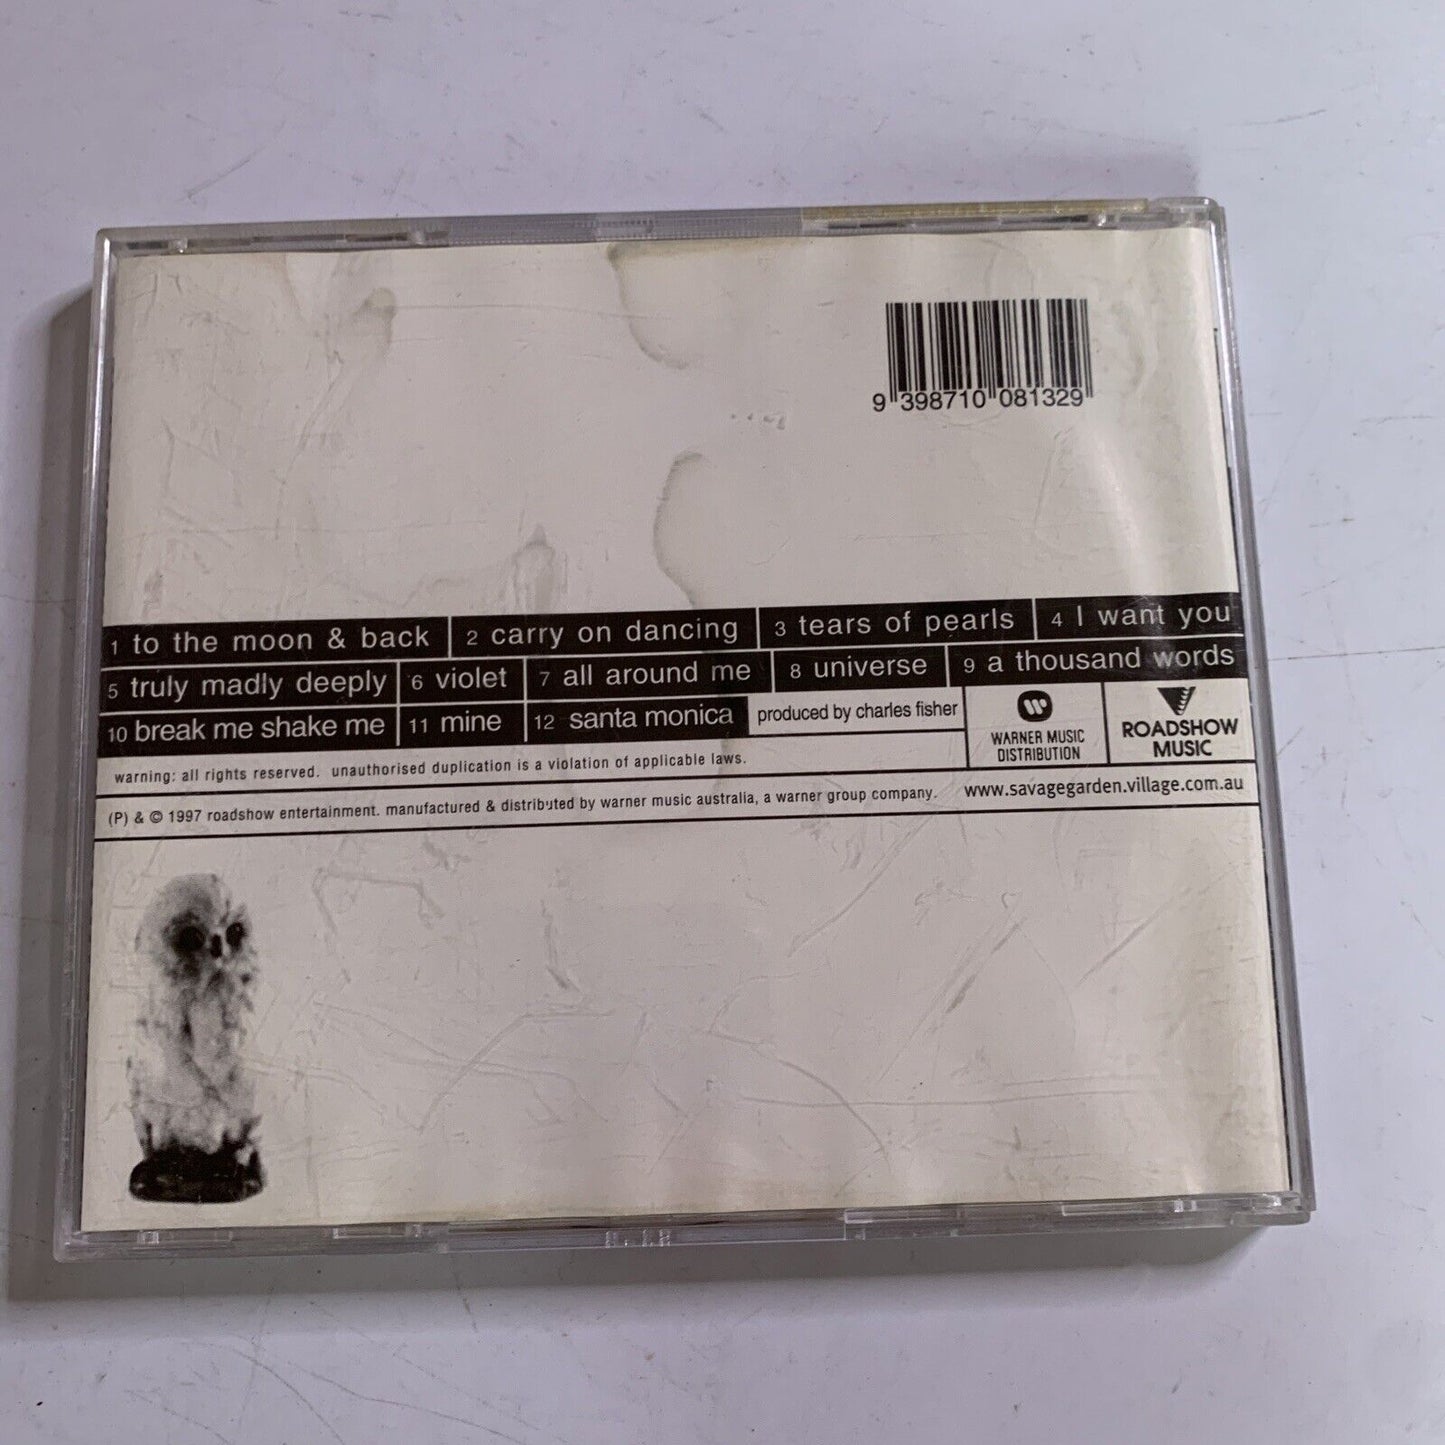 9 398710 081329
1 to the moon & back 2 carry on dancing 3 tears of pearls 4 I want you
5 truly madly deeply 6 violet 7 all around me 8 universe 9 a thousand words
10 break me shake me 11 mine 12 santa monica produced by charles fisher
WARNER MUSIC
DISTRIBUTION
ROADSHOW
MUSIC
warning: all rights reserved. unauthorised duplication is a violation of applicable laws.
(P) & © 1997 roadshow entertainment. manufactured & distributed by warner music australia, a warner group company. www.savagegarden.village.com.au